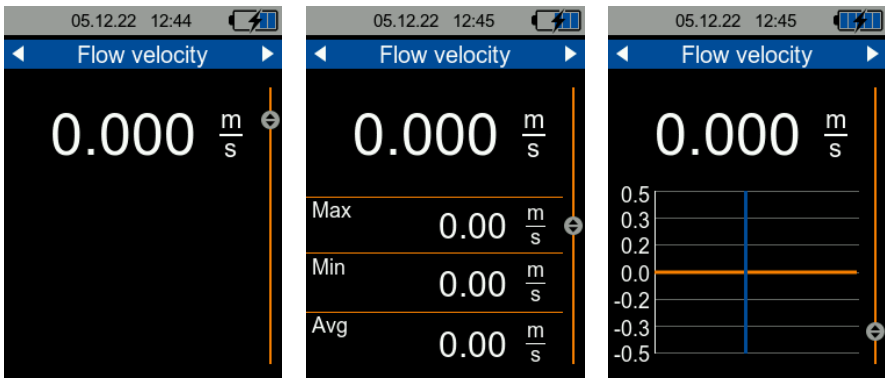 05.12.22 12:44
Flow velocity
0.000 m/s
05.12.22 12:45
Flow velocity
0.000 m/s
Max 0.00 m/s
Min 0.00 m/s
Avg 0.00 m/s
05.12.22 12:45
Flow velocity
0.000 m/s
0.5
0.3
0.2
0.0
-0.2
-0.3
-0.5